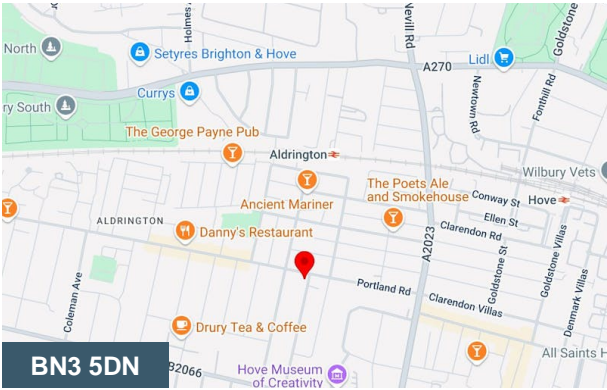 Holmes
Nevill Rd
Goldstone
North
Setyres Brighton & Hove
Lidl
A270
Currys
Newtown Rd
Fonthill Rd
ry South
The George Payne Pub
Aldrington
Wilbury Vets
The Poets Ale
and Smokehouse
Conway St
Hove
Ancient Mariner
Ellen St
ALDRINGTON
Danny's Restaurant
Clarendon Rd
A2023
Goldstone St
Goldstone Villas
Coleman Ave
Portland Rd
Clarendon Villas
Denmark Villas
Drury Tea & Coffee
All Saints H
BN3 5DN
B2066
Hove Museum
of Creativity